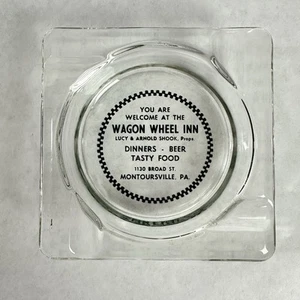 YOU ARE
WELCOME AT THE
WAGON WHEEL INN
LUCY & ARNOLD SHOOK, Props
DINNERS - BEER
TASTY FOOD
1130 BROAD ST.
MONTOURSVILLE, PA